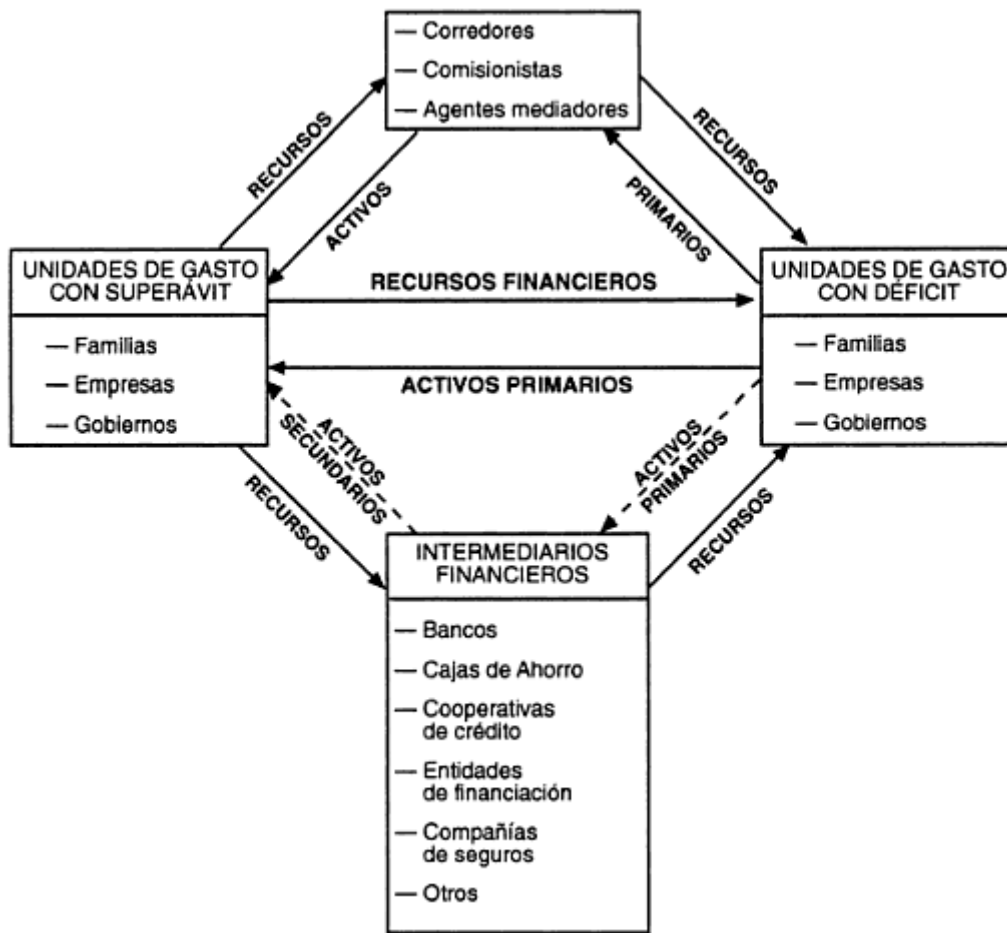 — Corredores
— Comisionistas
— Agentes mediadores
RECURSOS
ACTIVOS
PRIMARIOS
RECURSOS
UNIDADES DE GASTO
CON SUPERÁVIT
— Familias
— Empresas
— Gobiernos
RECURSOS FINANCIEROS
ACTIVOS PRIMARIOS
UNIDADES DE GASTO
CON DÉFICIT
— Familias
— Empresas
— Gobiernos
ACTIVOS
SECUNDARIOS
RECURSOS
ACTIVOS
PRIMARIOS
RECURSOS
INTERMEDIARIOS
FINANCIEROS
— Bancos
— Cajas de Ahorro
— Cooperativas
de crédito
— Entidades
de financiación
— Compañías
de seguros
— Otros